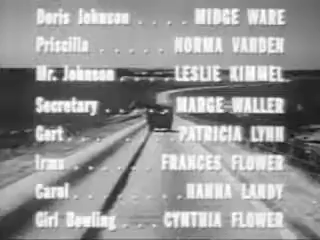 Doris Johnson . . . . MIDGE WARE
Priscilla . . . . . NORMA VANDEN
Mr. Johnson . . . . . LESLIE KIMMEL
Secretary . . . . MARGE WALLER
Gert . . . . . . PATRICIA LYNN
Irma . . . . . FRANCES FLOWER
Carol . . . . . . HANNA LANDY
Girl Bowling . . . CYNTHIA FLOWER